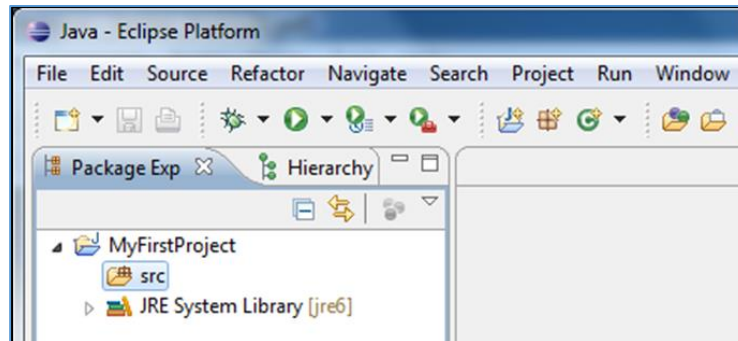 Java - Eclipse Platform
File Edit Source Refactor Navigate Search Project Run Window
Package Exp Hierarchy
MyFirstProject
src
JRE System Library [jre6]